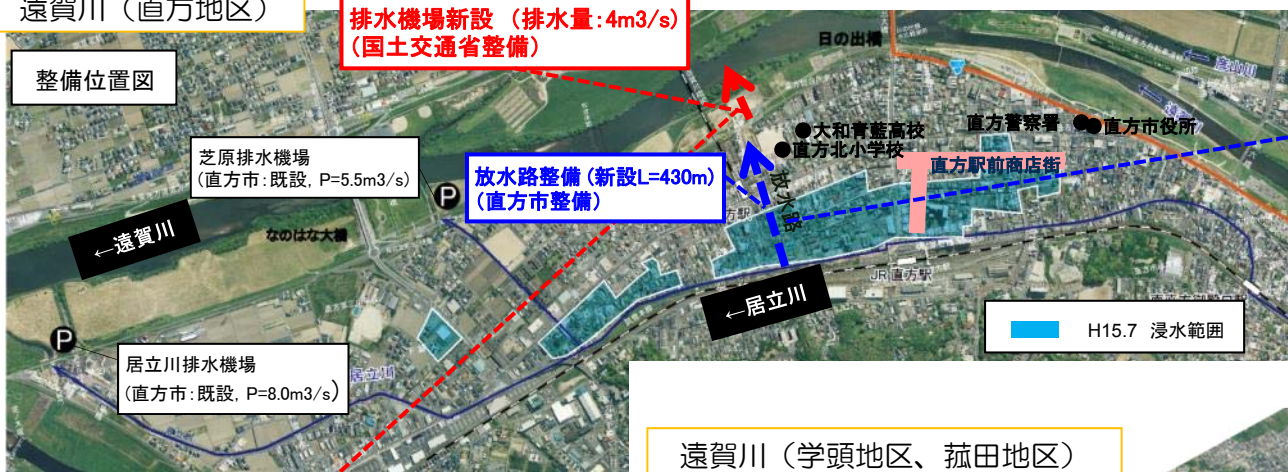 遠賀川（直方地区）
排水機場新設 （排水量：4m3/s）
（国土交通省整備）
整備位置図
日の出橋
彦山川
芝原排水機場
（直方市：既設，P=5.5m3/s）
P
●大和青藍高校
●直方北小学校
直方警察署
●直方市役所
直方駅前商店街
放水路整備（新設L=430m）
（直方市整備）
放水路
←遠賀川
なのはな大橋
JR 直方駅
←居立川
P
居立川排水機場
（直方市：既設，P=8.0m3/s）
居立川
H15.7 浸水範囲
遠賀川（学頭地区、菰田地区）